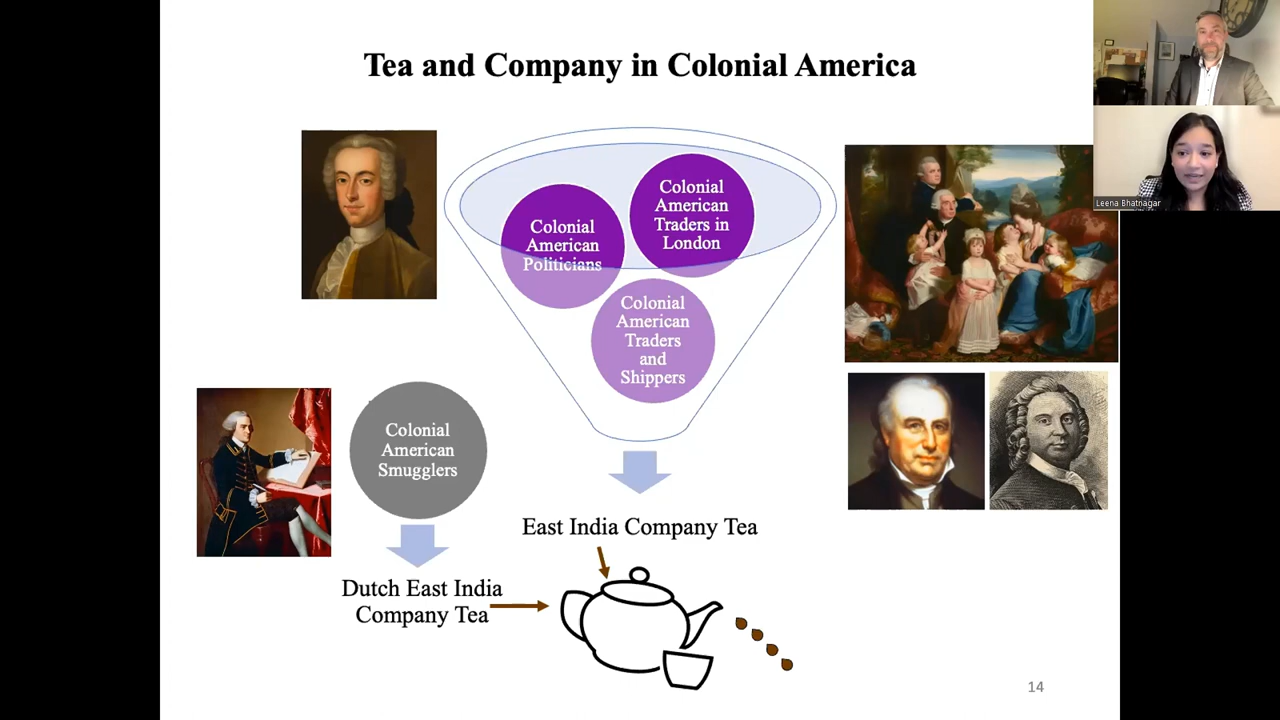 Tea and Company in Colonial America
Leena Bhatnagar
Colonial
American
Politicians
Colonial
American
Traders in
London
Colonial
American
Traders
and
Shippers
Colonial
American
Smugglers
East India Company Tea
Dutch East India
Company Tea
14